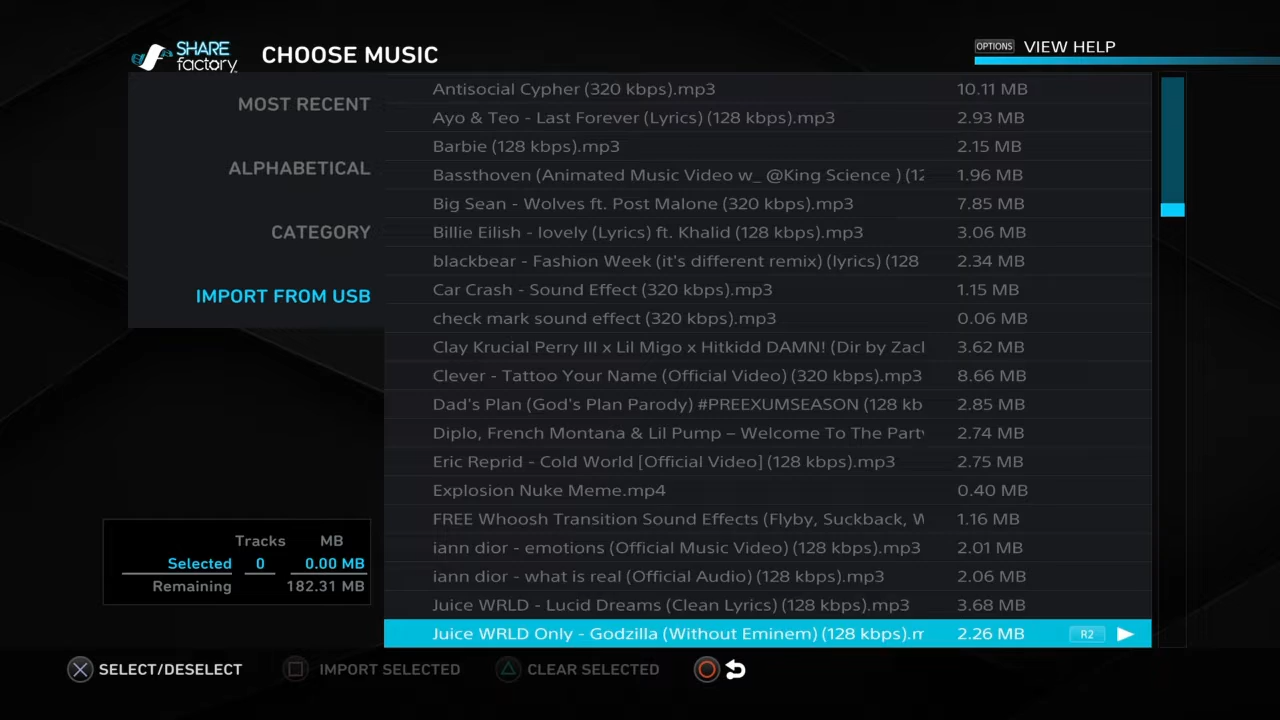 SHARE factory™ CHOOSE MUSIC
OPTIONS VIEW HELP
MOST RECENT
ALPHABETICAL
CATEGORY
IMPORT FROM USB
Antisocial Cypher (320 kbps).mp3 10.11 MB
Ayo & Teo - Last Forever (Lyrics) (128 kbps).mp3 2.93 MB
Barbie (128 kbps).mp3 2.15 MB
Bassthoven (Animated Music Video w_ @King Science ) (12 1.96 MB
Big Sean - Wolves ft. Post Malone (320 kbps).mp3 7.85 MB
Billie Eilish - lovely (Lyrics) ft. Khalid (128 kbps).mp3 3.06 MB
blackbear - Fashion Week (it's different remix) (lyrics) (128 2.34 MB
Car Crash - Sound Effect (320 kbps).mp3 1.15 MB
check mark sound effect (320 kbps).mp3 0.06 MB
Clay Krucial Perry III x Lil Migo x Hitkidd DAMN! (Dir by Zacl 3.62 MB
Clever - Tattoo Your Name (Official Video) (320 kbps).mp3 8.66 MB
Dad's Plan (God's Plan Parody) #PREEXUMSEASON (128 kb 2.85 MB
Diplo, French Montana & Lil Pump – Welcome To The Party 2.74 MB
Eric Reprid - Cold World [Official Video] (128 kbps).mp3 2.75 MB
Explosion Nuke Meme.mp4 0.40 MB
FREE Whoosh Transition Sound Effects (Flyby, Suckback, W 1.16 MB
iann dior - emotions (Official Music Video) (128 kbps).mp3 2.01 MB
iann dior - what is real (Official Audio) (128 kbps).mp3 2.06 MB
Juice WRLD - Lucid Dreams (Clean Lyrics) (128 kbps).mp3 3.68 MB
Juice WRLD Only - Godzilla (Without Eminem) (128 kbps).m 2.26 MB R2
Tracks MB
Selected 0 0.00 MB
Remaining 182.31 MB
SELECT/DESELECT IMPORT SELECTED CLEAR SELECTED